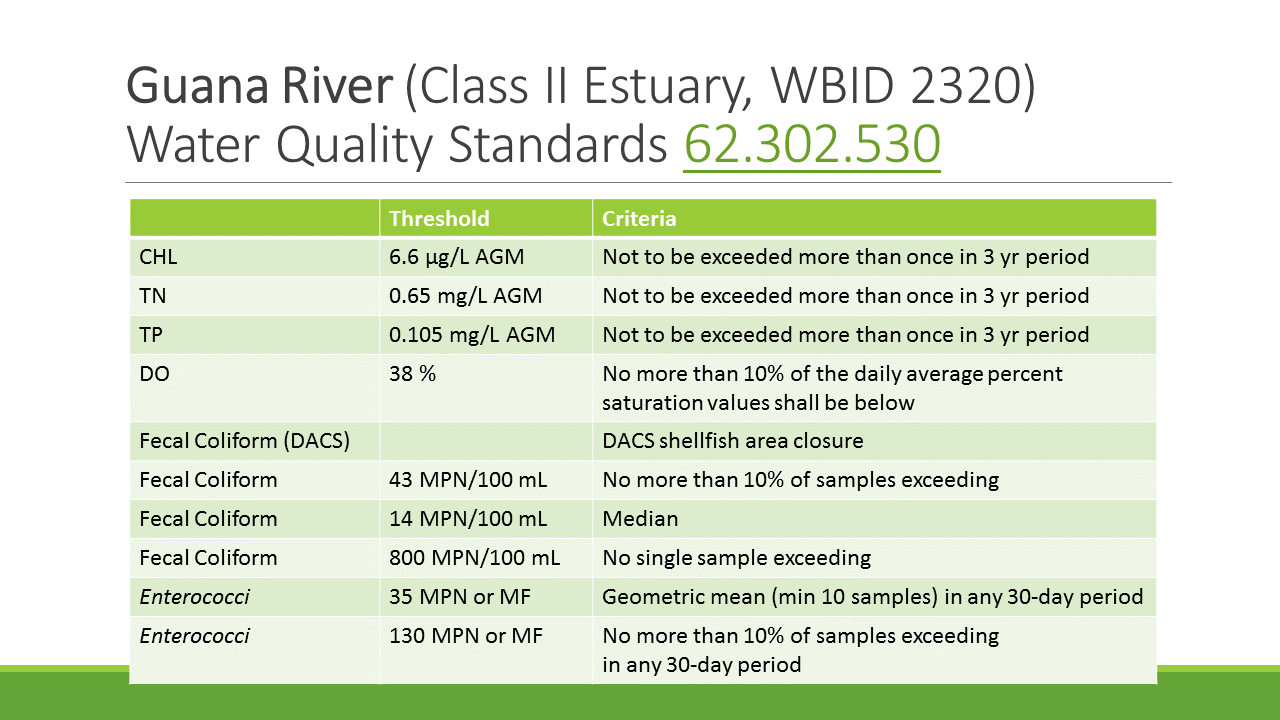 Guana River (Class II Estuary, WBID 2320)
Water Quality Standards 62.302.530
Threshold Criteria
CHL 6.6 µg/L AGM Not to be exceeded more than once in 3 yr period
TN 0.65 mg/L AGM Not to be exceeded more than once in 3 yr period
TP 0.105 mg/L AGM Not to be exceeded more than once in 3 yr period
DO 38 % No more than 10% of the daily average percent
saturation values shall be below
Fecal Coliform (DACS) DACS shellfish area closure
Fecal Coliform 43 MPN/100 mL No more than 10% of samples exceeding
Fecal Coliform 14 MPN/100 mL Median
Fecal Coliform 800 MPN/100 mL No single sample exceeding
Enterococci 35 MPN or MF Geometric mean (min 10 samples) in any 30-day period
Enterococci 130 MPN or MF No more than 10% of samples exceeding
in any 30-day period